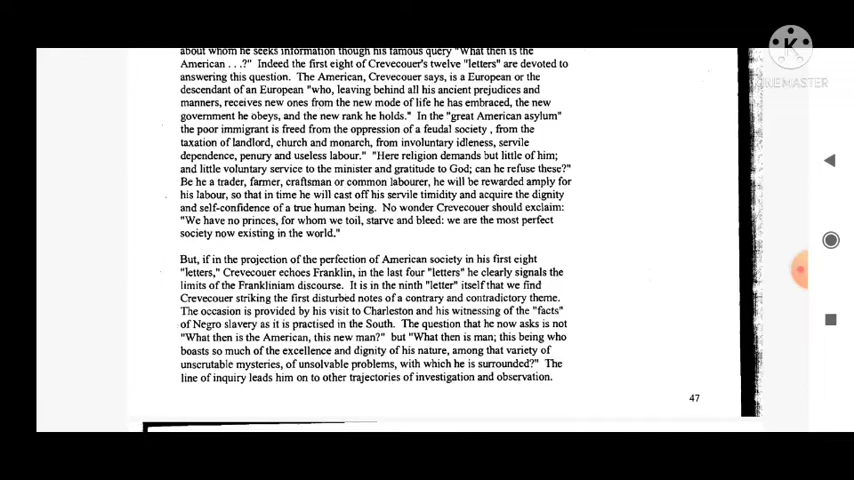 about whom he seeks information though his famous query "What then is the
American . . .?" Indeed the first eight of Crevecouer's twelve "letters" are devoted to
answering this question. The American, Crevecouer says, is a European or the
descendant of an European "who, leaving behind all his ancient prejudices and
manners, receives new ones from the new mode of life he has embraced, the new
government he obeys, and the new rank he holds." In the "great American asylum"
the poor immigrant is freed from the oppression of a feudal society , from the
taxation of landlord, church and monarch, from involuntary idleness, servile
dependence, penury and useless labour." "Here religion demands but little of him;
and little voluntary service to the minister and gratitude to God; can he refuse these?"
Be he a trader, farmer, craftsman or common labourer, he will be rewarded amply for
his labour, so that in time he will cast off his servile timidity and acquire the dignity
and self-confidence of a true human being. No wonder Crevecouer should exclaim:
"We have no princes, for whom we toil, starve and bleed: we are the most perfect
society now existing in the world."
But, if in the projection of the perfection of American society in his first eight
"letters," Crevecouer echoes Franklin, in the last four "letters" he clearly signals the
limits of the Frankliniam discourse. It is in the ninth "letter" itself that we find
Crevecouer striking the first disturbed notes of a contrary and contradictory theme.
The occasion is provided by his visit to Charleston and his witnessing of the "facts"
of Negro slavery as it is practised in the South. The question that he now asks is not
"What then is the American, this new man?" but "What then is man; this being who
boasts so much of the excellence and dignity of his nature, among that variety of
unscrutable mysteries, of unsolvable problems, with which he is surrounded?" The
line of inquiry leads him on to other trajectories of investigation and observation.
47
K
INEMASTER